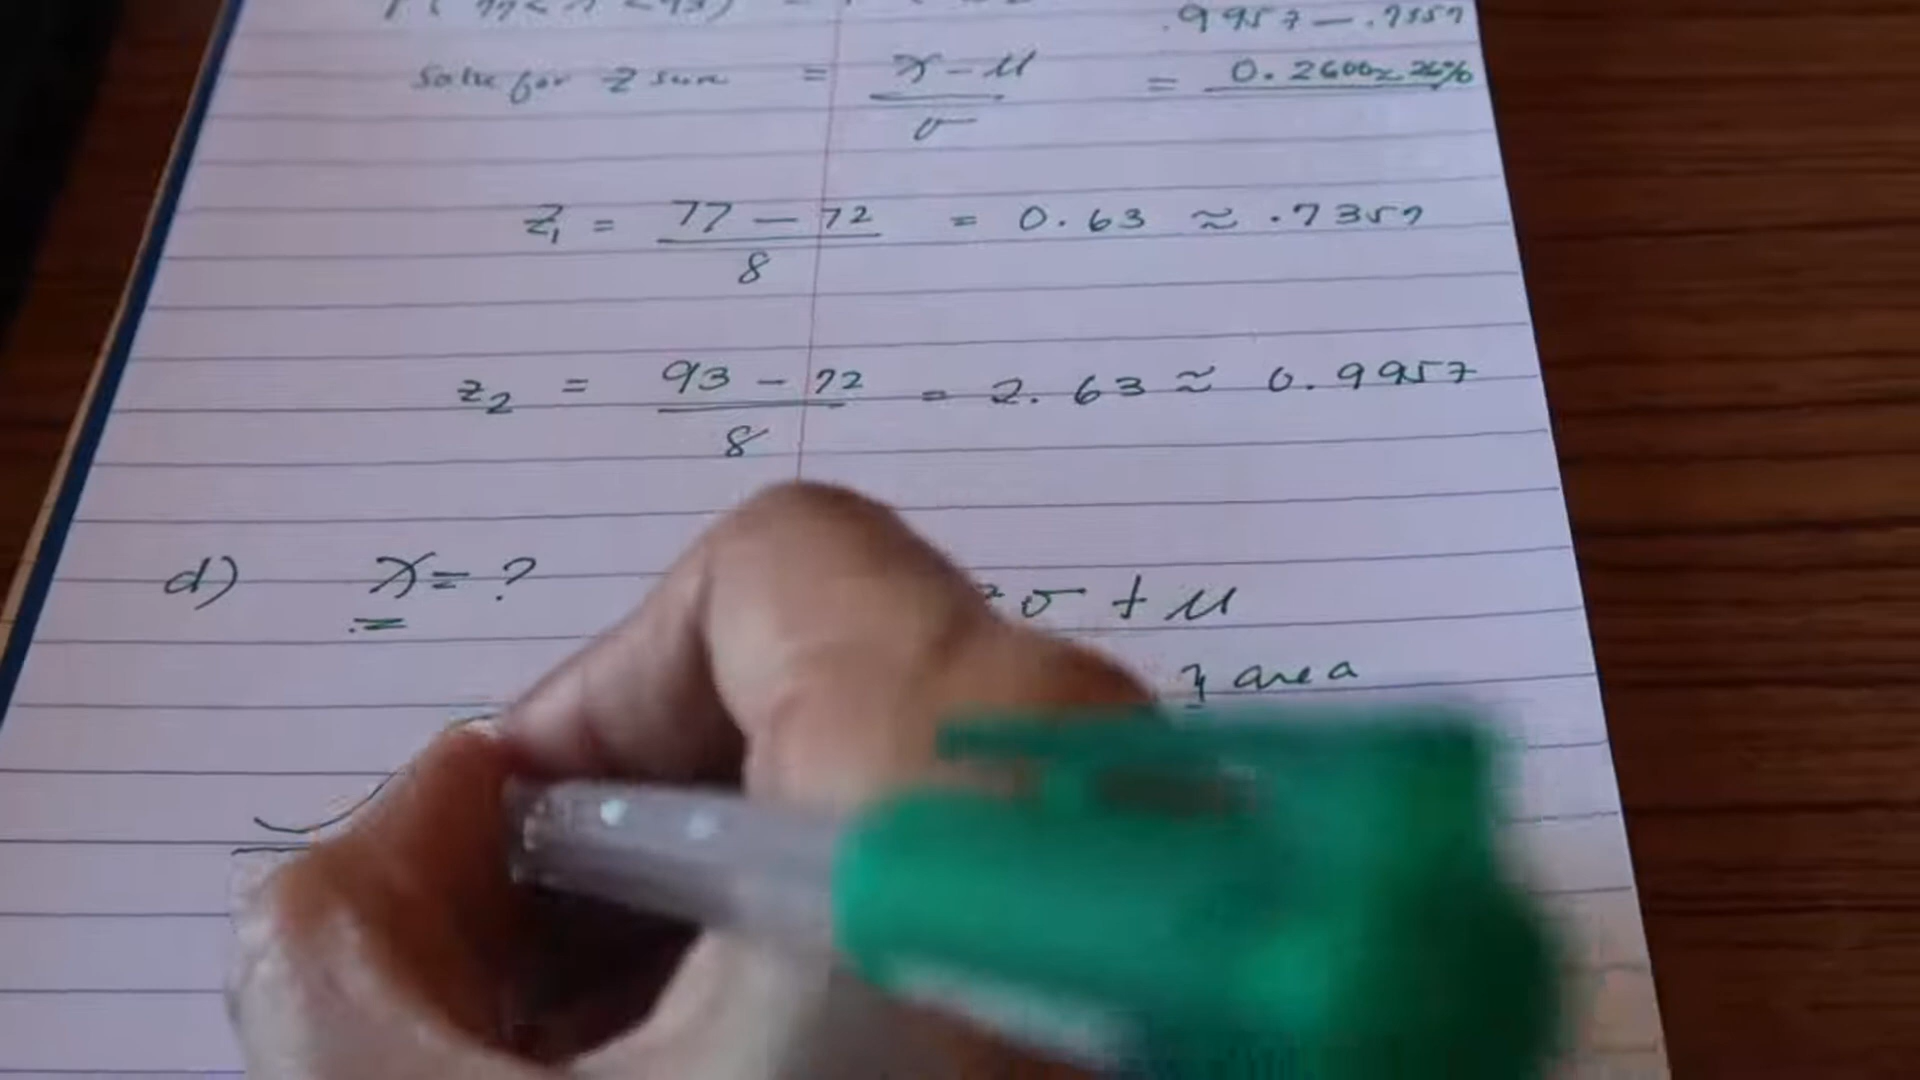 .9957 – .7357
Solve for Z sure = x – μ / σ = 0.2600 ≈ 26%
Z₁ = 77 – 72 / 8 = 0.63 ≈ .7357
z₂ = 93 – 72 / 8 = 2.63 ≈ 0.9957
d) x = ? σ + μ
area